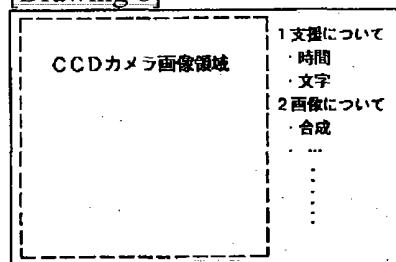 CCDカメラ画像領域
1 支援について
・時間
・文字
2 画像について
・合成
・ …